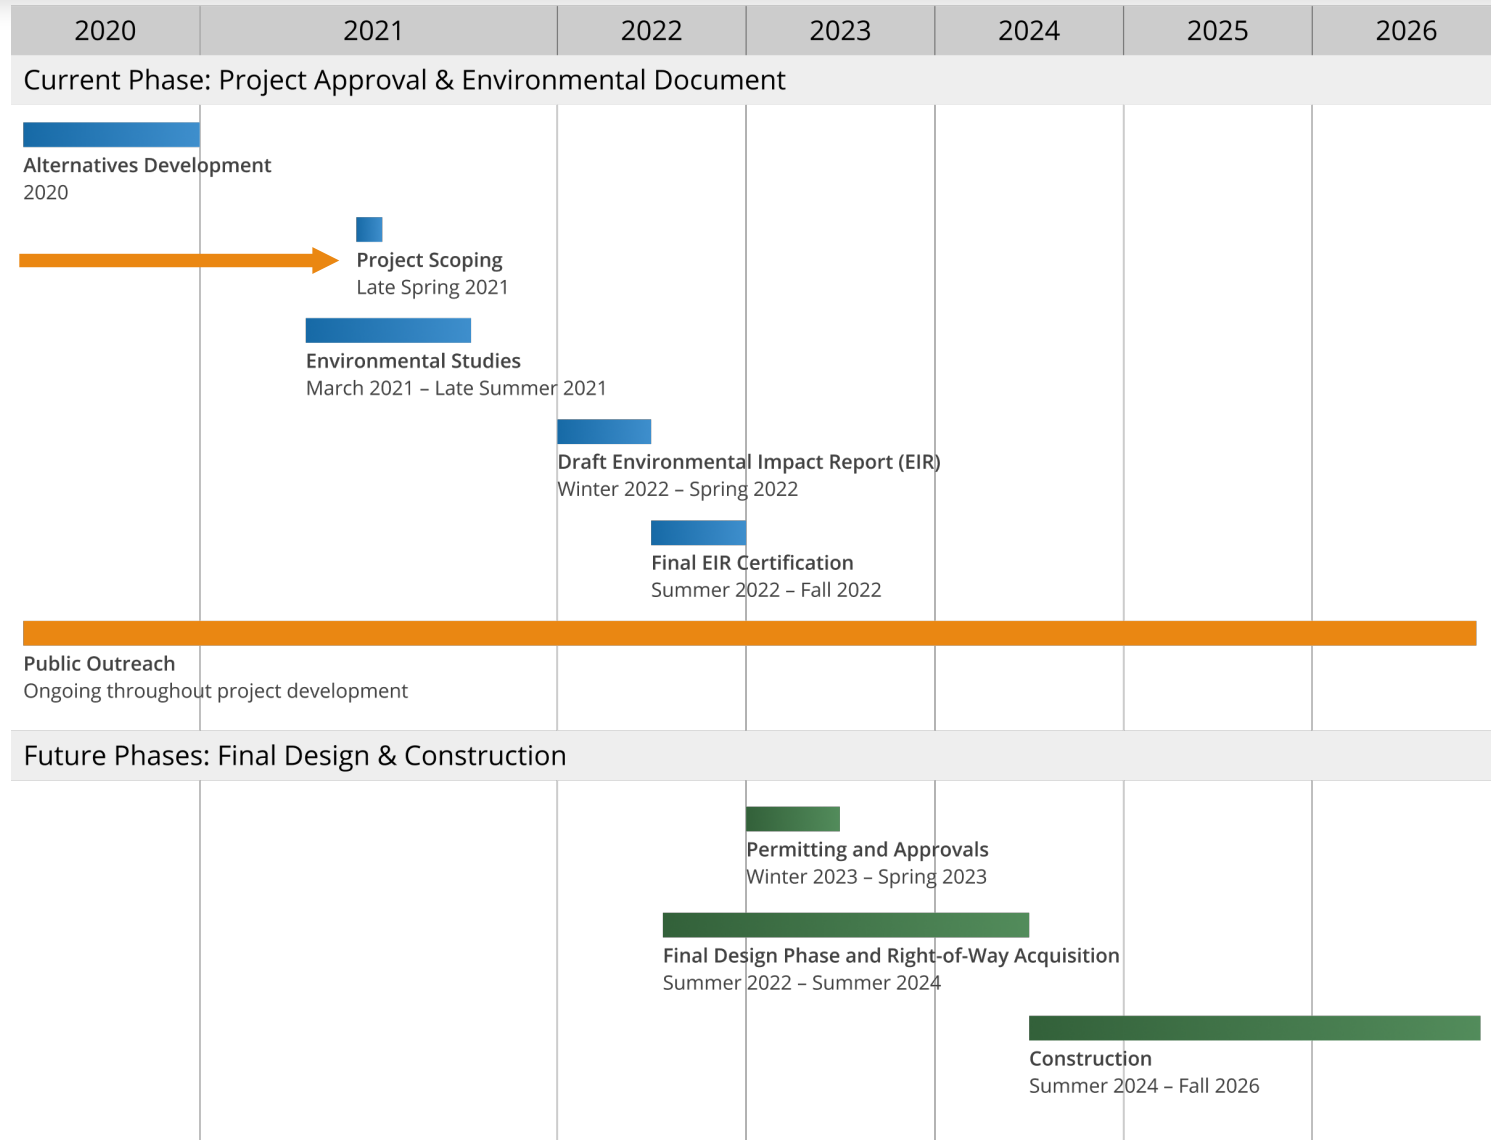 2020 2021 2022 2023 2024 2025 2026
Current Phase: Project Approval & Environmental Document
Alternatives Development
2020
Project Scoping
Late Spring 2021
Environmental Studies
March 2021 – Late Summer 2021
Draft Environmental Impact Report (EIR)
Winter 2022 – Spring 2022
Final EIR Certification
Summer 2022 – Fall 2022
Public Outreach
Ongoing throughout project development
Future Phases: Final Design & Construction
Permitting and Approvals
Winter 2023 – Spring 2023
Final Design Phase and Right-of-Way Acquisition
Summer 2022 – Summer 2024
Construction
Summer 2024 – Fall 2026